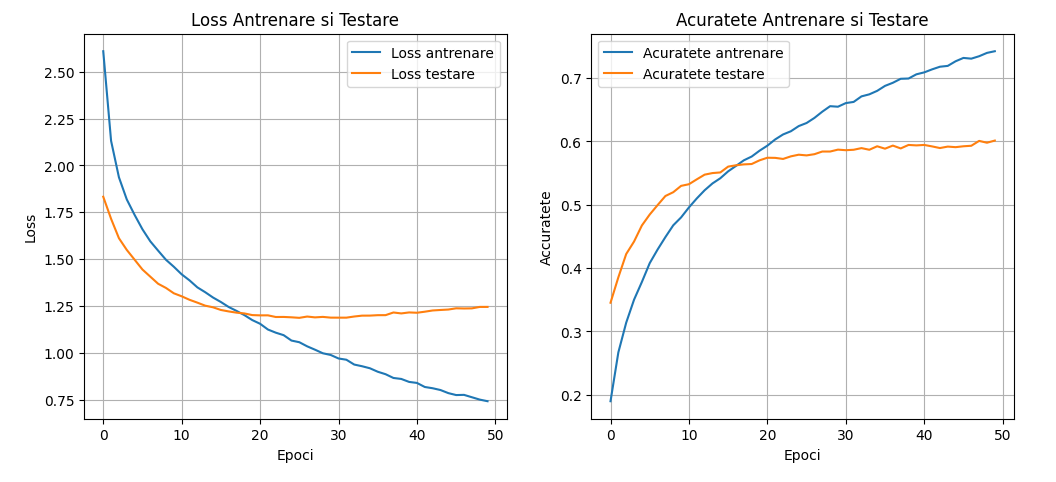 Loss Antrenare si Testare
Loss antrenare
Loss testare
2.50
2.25
2.00
1.75
1.50
1.25
1.00
0.75
Loss
0 10 20 30 40 50
Epoci
Acuratete Antrenare si Testare
Acuratete antrenare
Acuratete testare
0.7
0.6
0.5
0.4
0.3
0.2
Accuratete
0 10 20 30 40 50
Epoci